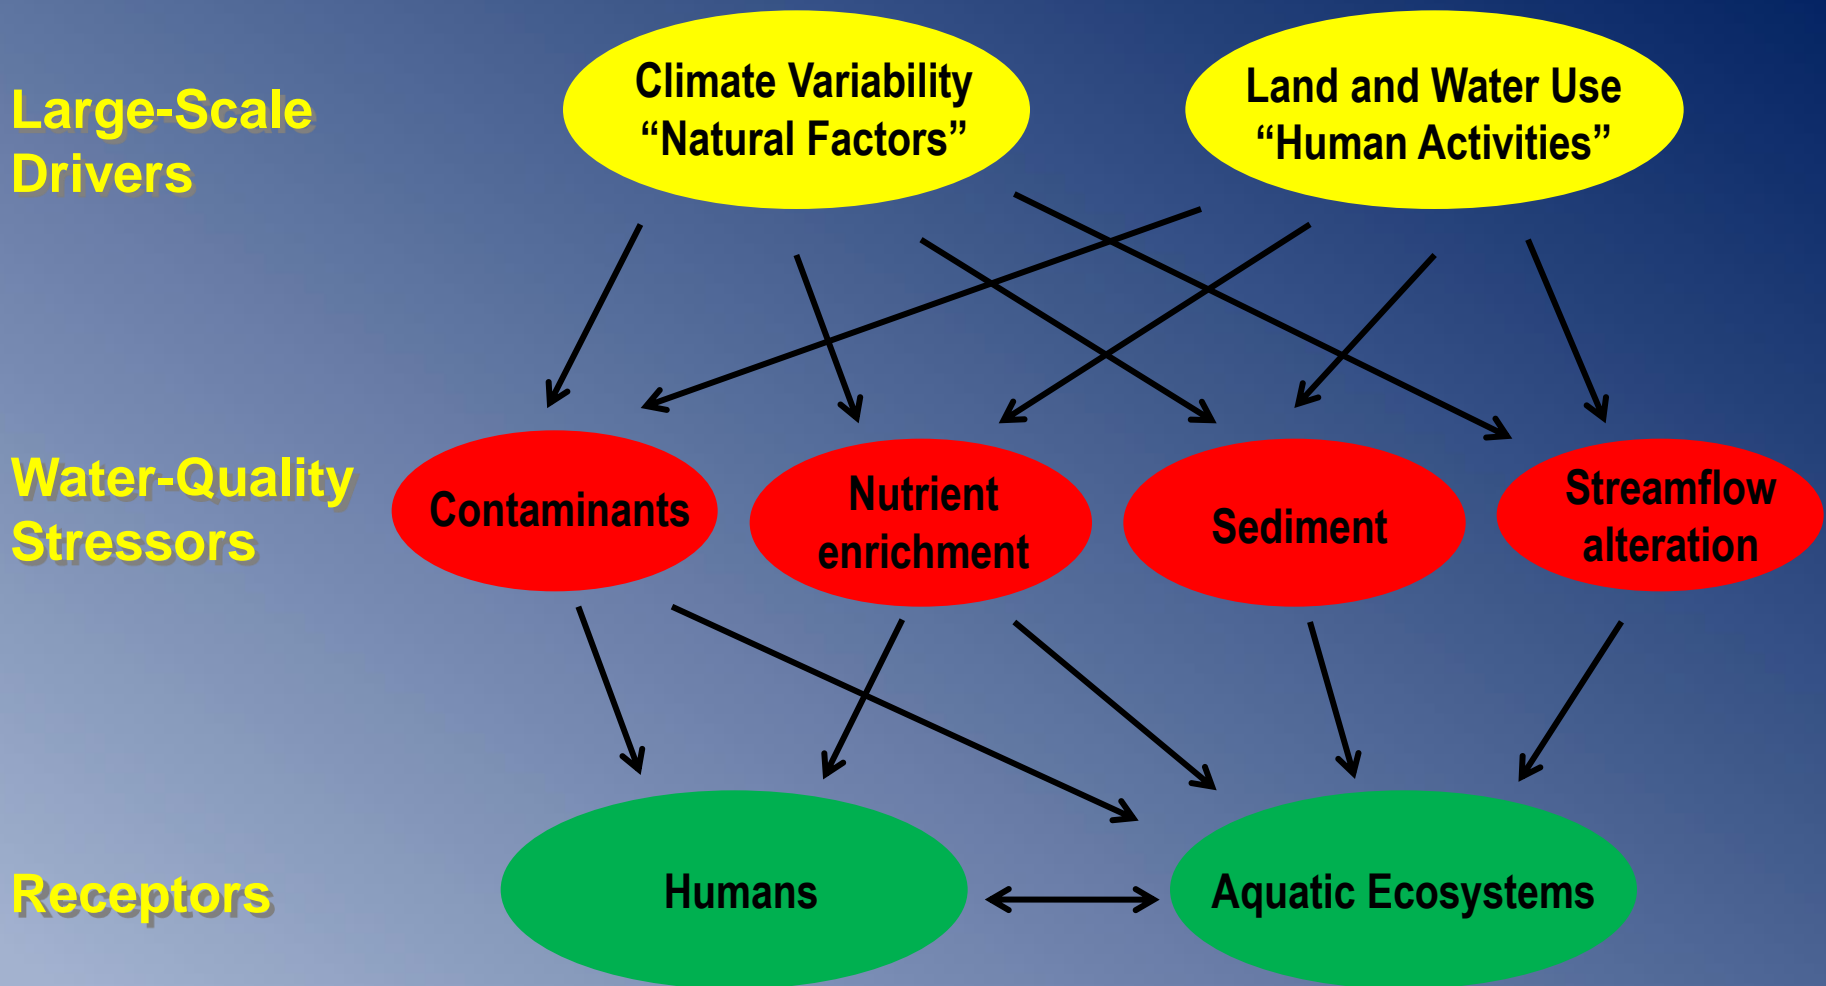 Large-Scale
Drivers
Climate Variability
“Natural Factors”
Land and Water Use
“Human Activities”
Water-Quality
Stressors
Contaminants
Nutrient
enrichment
Sediment
Streamflow
alteration
Receptors
Humans
Aquatic Ecosystems